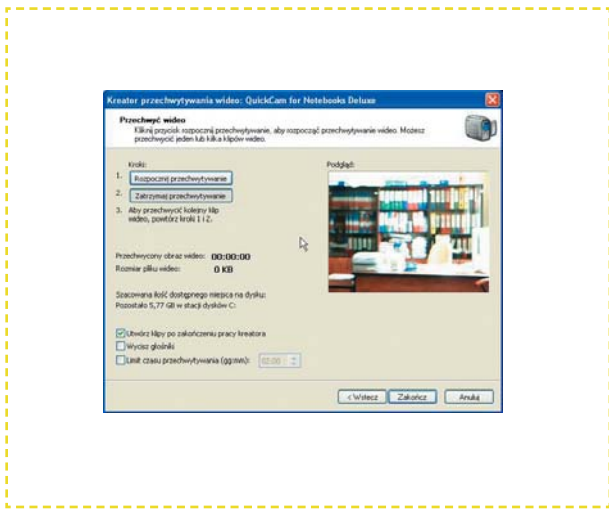 Kreator przechwytywania wideo: QuickCam for Notebooks Deluxe
Przechwyć wideo
Kliknij przycisk rozpocznij przechwytywanie, aby rozpocząć przechwytywanie wideo. Możesz
przechwycić jeden lub kilka klipów wideo.
Kroki:
Podgląd:
1. Rozpocznij przechwytywanie
2. Zatrzymaj przechwytywanie
3. Aby przechwycić kolejny klip
wideo, powtórz kroki 1 i 2.
Przechwycony obraz wideo: 00:00:00
Rozmiar pliku wideo: 0 KB
Szacowana ilość dostępnego miejsca na dysku:
Pozostało 5,77 GB w stacji dysków C:
Utwórz klipy po zakończeniu pracy kreatora
Wycisz głośniki
Limit czasu przechwytywania (gg:mm): 02:00
< Wstecz Zakończ Anuluj